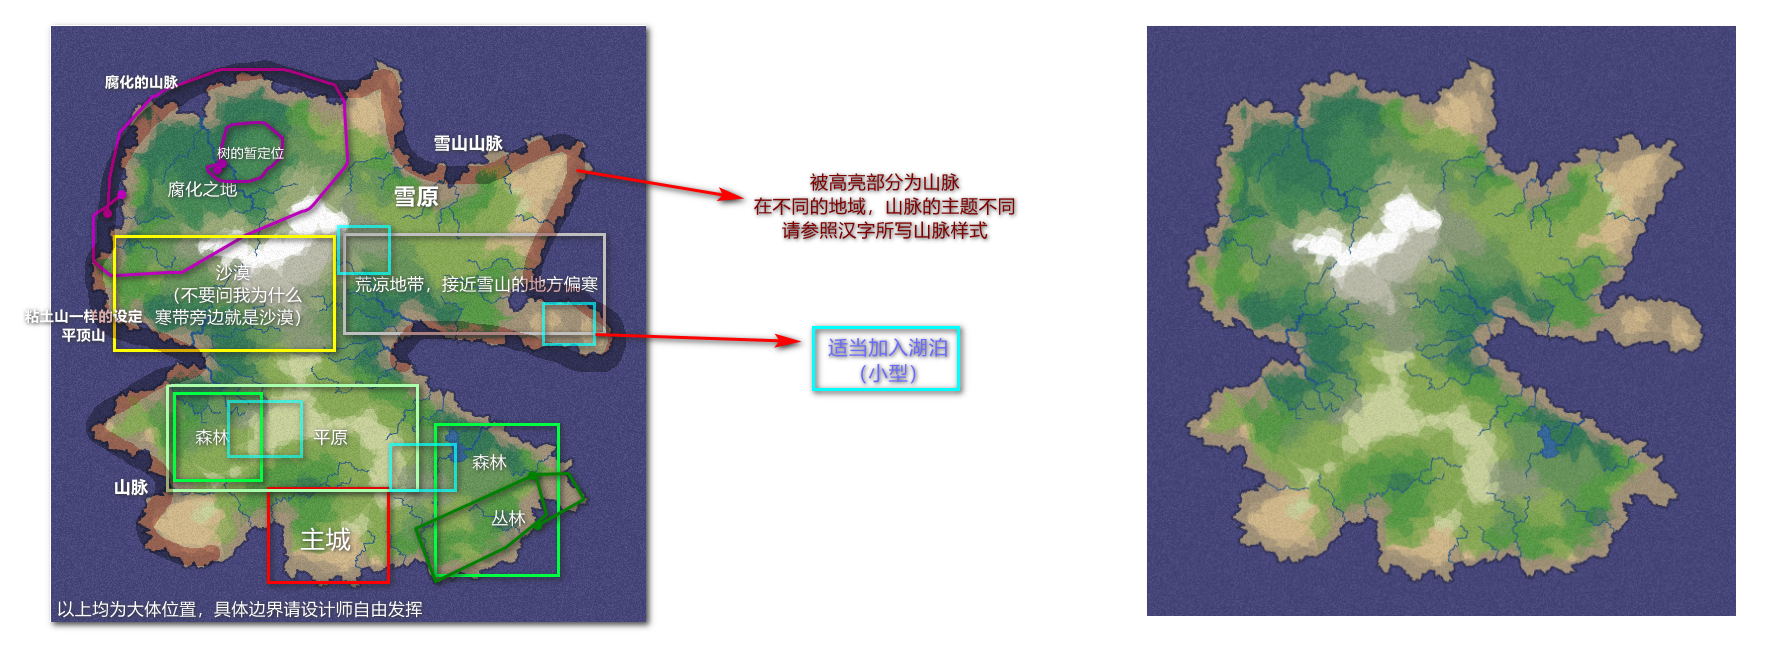 腐化的山脉
雪山山脉
树的暂定位
腐化之地
雪原
被高亮部分为山脉
在不同的地域，山脉的主题不同
请参照汉字所写山脉样式
沙漠
（不要问我为什么
寒带旁边就是沙漠）
荒凉地带，接近雪山的地方偏寒
粘土山一样的设定
平顶山
适当加入湖泊
（小型）
森林
平原
森林
山脉
丛林
主城
以上均为大体位置，具体边界请设计师自由发挥